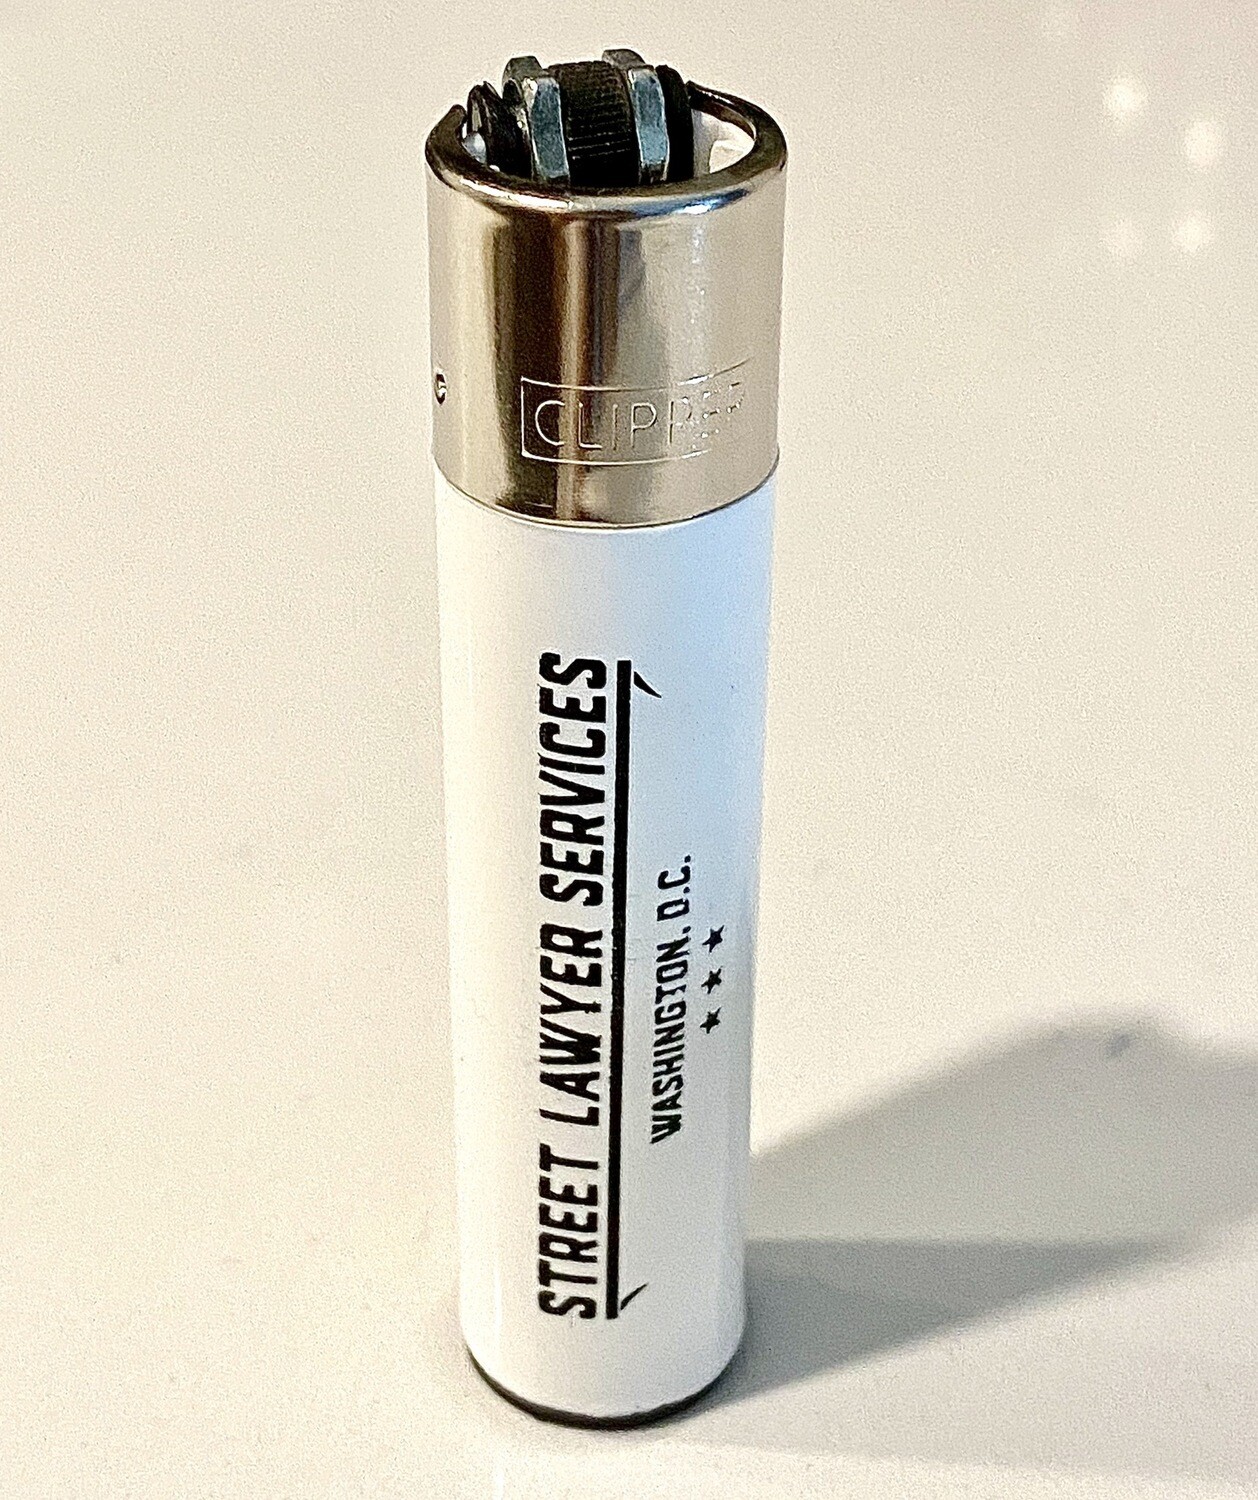 CLIPPER
STREET LAWYER SERVICES
WASHINGTON, D.C.